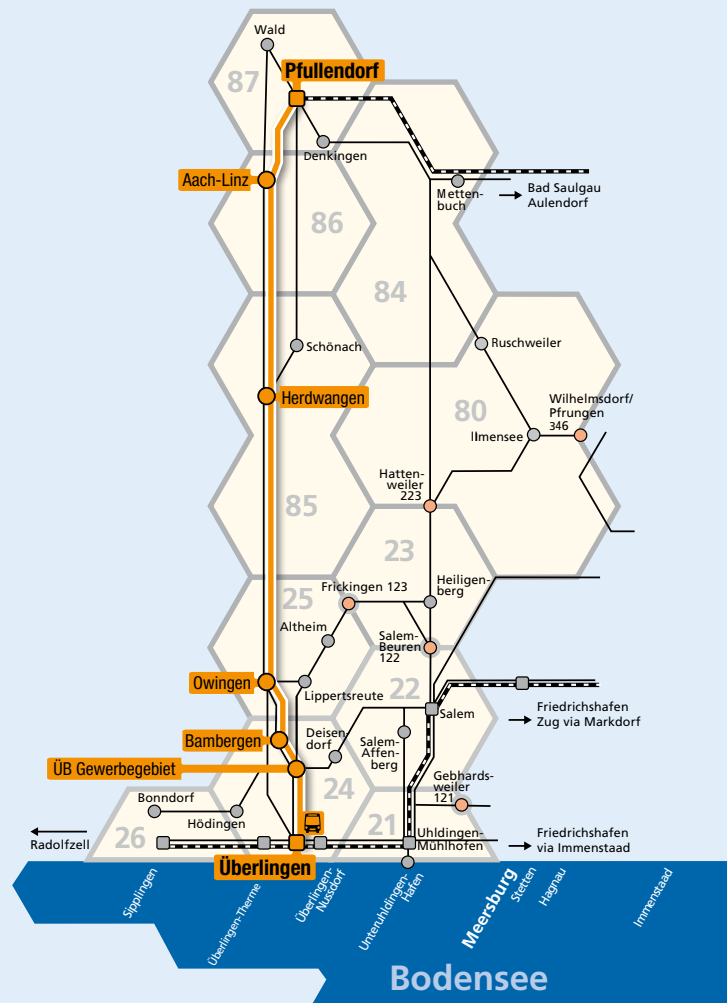 Wald
87
Pfullendorf
Denkingen
Aach-Linz
Metten-
buch
Bad Saulgau
Aulendorf
86
84
Schönach
Ruschweiler
Herdwangen
80
Wilhelmsdorf/
Pfrungen
346
Ilmensee
Hatten-
weiler
223
85
23
Frickingen 123
Heiligen-
berg
25
Altheim
Salem-
Beuren
122
Owingen
Lippertsreute
22
Salem
Friedrichshafen
Zug via Markdorf
Bambergen
Deisen-
dorf
Salem-
Affen-
berg
ÜB Gewerbegebiet
Gebhards-
weiler
121
24
Bonndorf
Hödingen
26
21
Radolfzell
Uhldingen-
Mühlhofen
Friedrichshafen
via Immenstaad
Überlingen
Sipplingen
Überlingen-Therme
Überlingen-
Nussdorf
Unteruhldingen-
Hafen
Meersburg
Stetten
Hagnau
Immenstaad
Bodensee